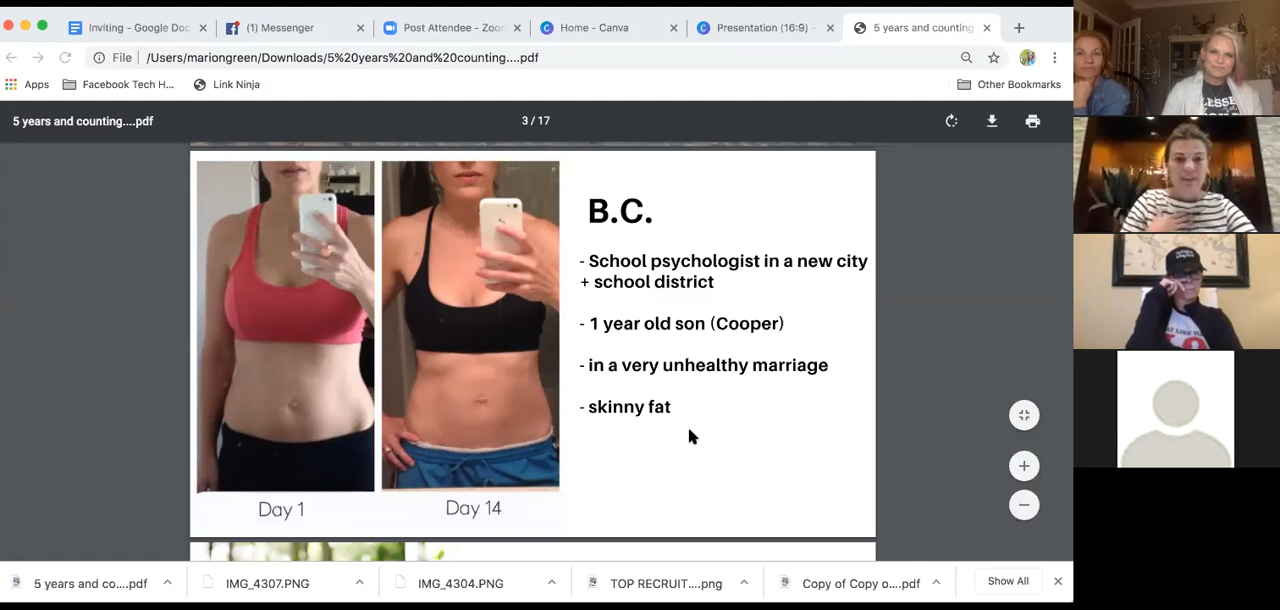 Inviting - Google Doc
(1) Messenger
Post Attendee - Zoo
Home - Canva
Presentation (16:9) -
5 years and counting
File
/Users/mariongreen/Downloads/5%20years%20and%20counting....pdf
Apps
Facebook Tech H...
Link Ninja
Other Bookmarks
5 years and counting....pdf
3 / 17
B.C.
- School psychologist in a new city
+ school district
- 1 year old son (Cooper)
- in a very unhealthy marriage
- skinny fat
Day 1
Day 14
5 years and co....pdf
IMG_4307.PNG
IMG_4304.PNG
TOP RECRUIT....png
Copy of Copy o....pdf
Show All